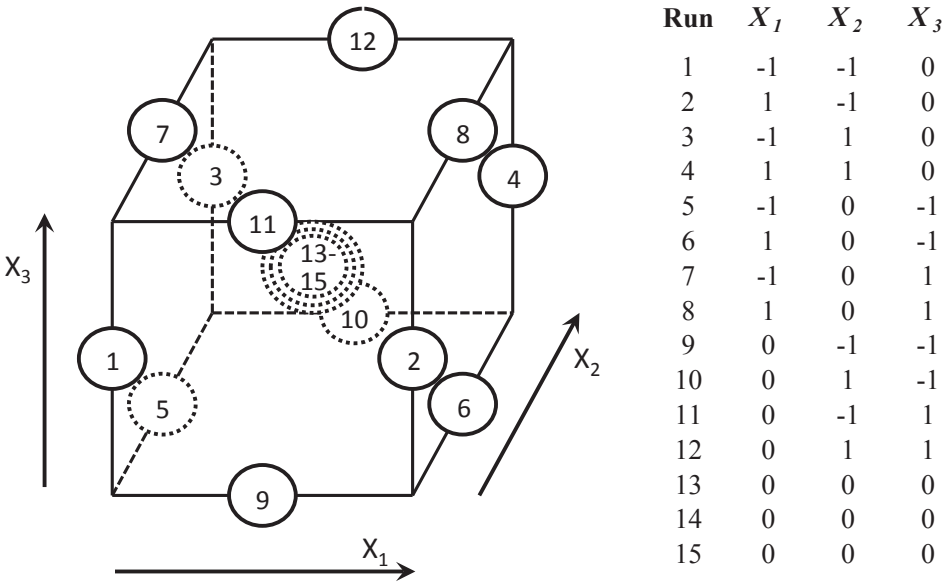 12
7
8
3
4
11
13-
15
X3
10
1
2
X2
5
6
9
X1
Run X1 X2 X3
1 -1 -1 0
2 1 -1 0
3 -1 1 0
4 1 1 0
5 -1 0 -1
6 1 0 -1
7 -1 0 1
8 1 0 1
9 0 -1 -1
10 0 1 -1
11 0 -1 1
12 0 1 1
13 0 0 0
14 0 0 0
15 0 0 0